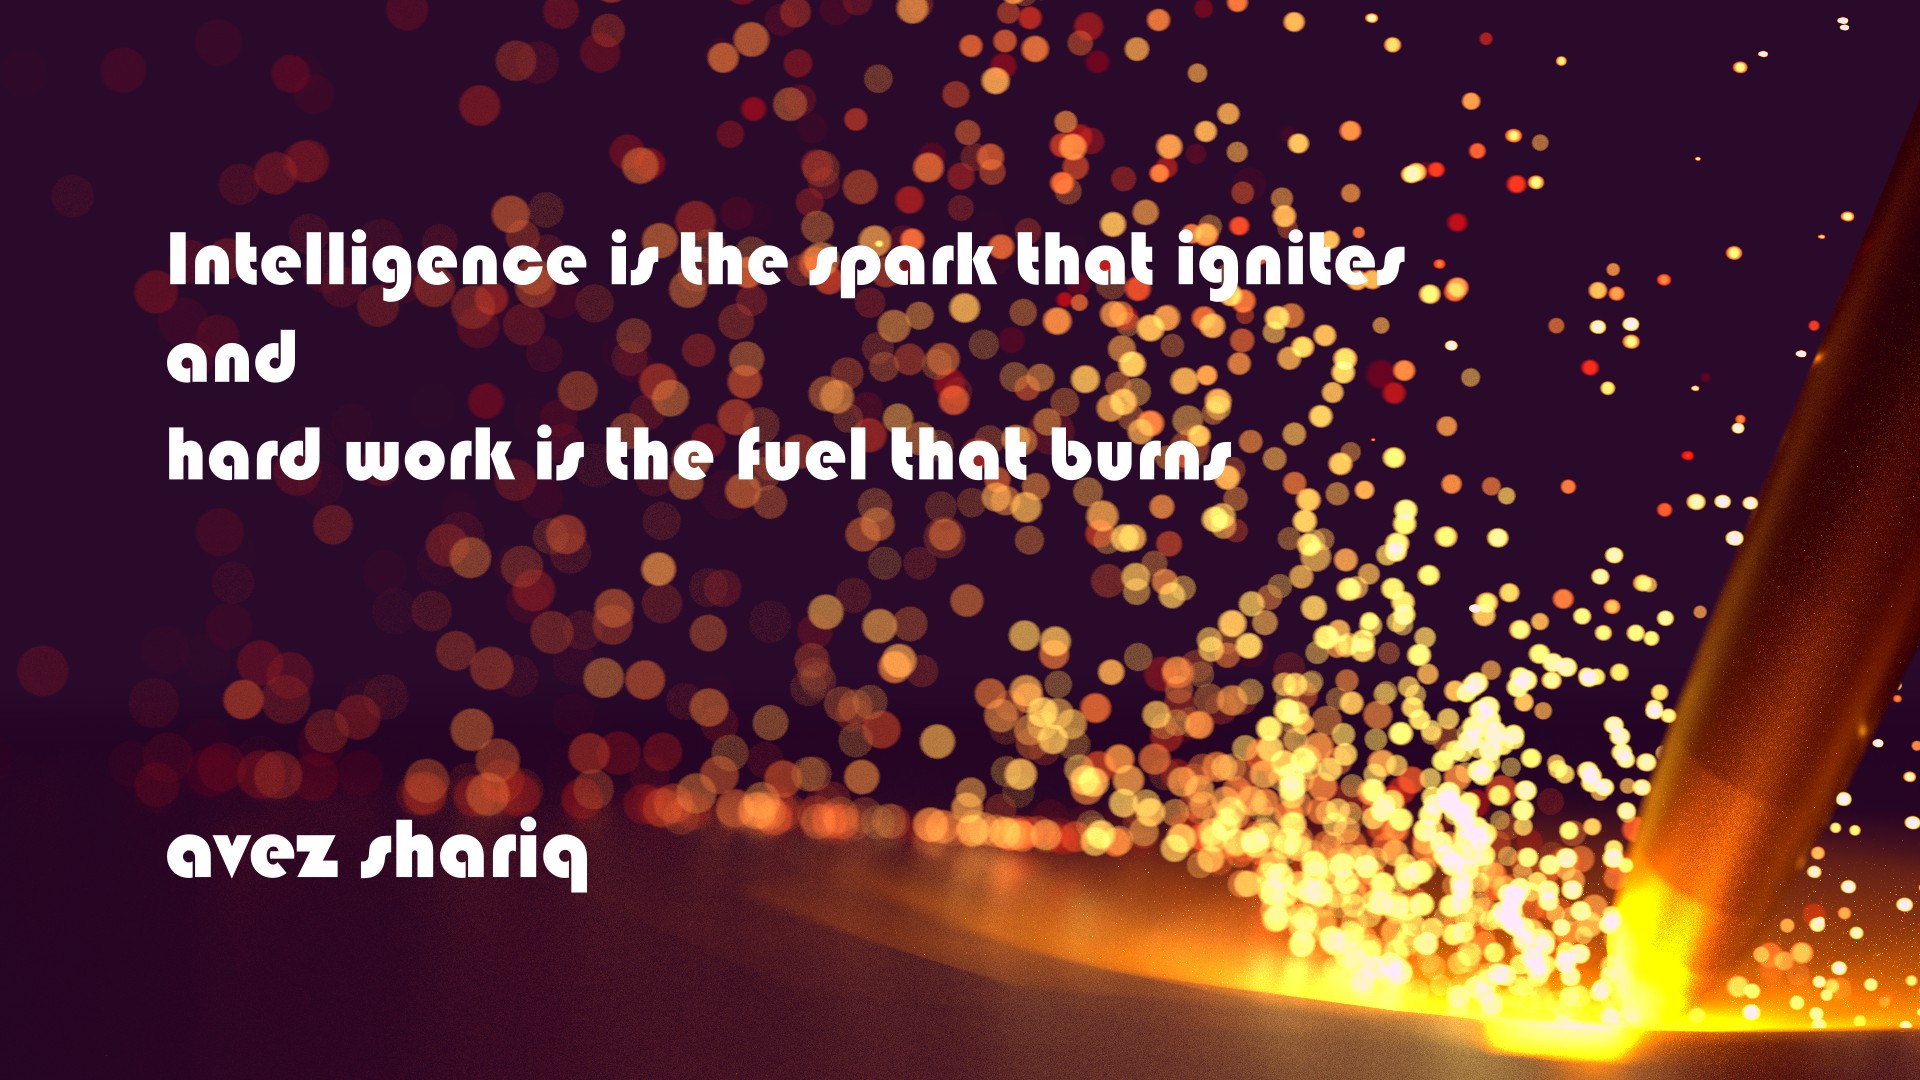 Intelligence is the spark that ignites
and
hard work is the fuel that burns
avez shariq